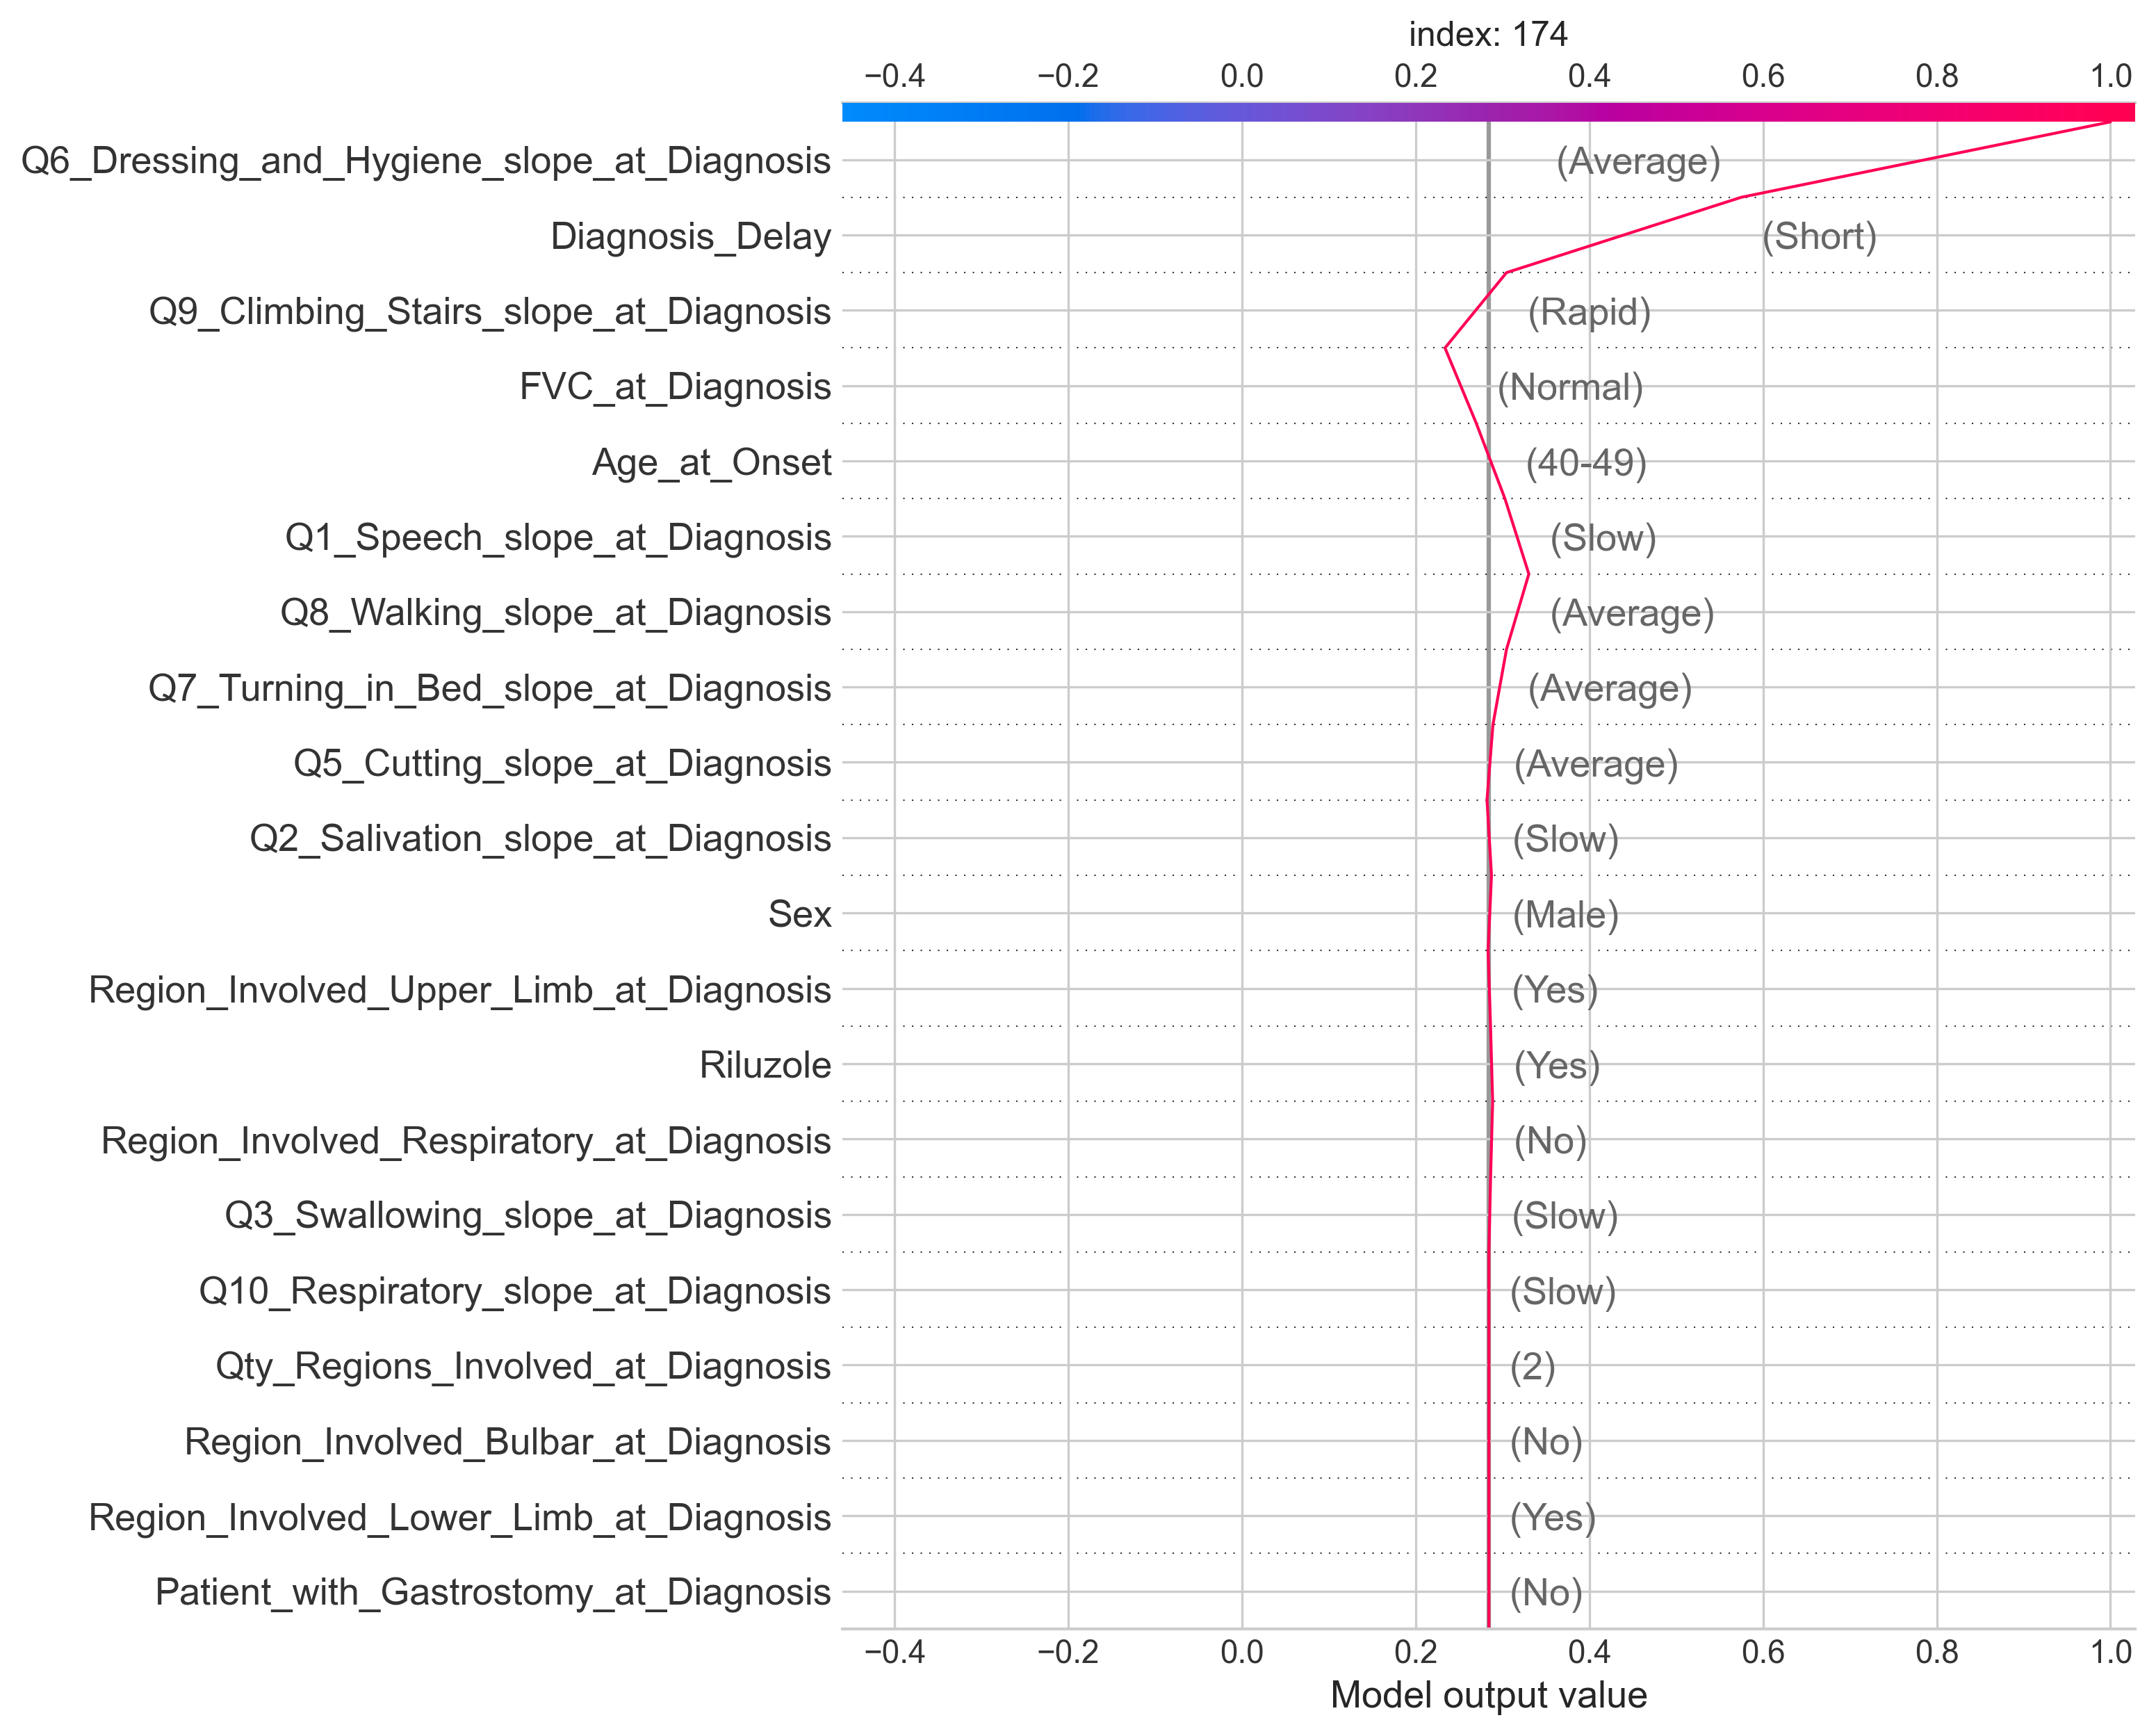 index: 174
−0.4 −0.2 0.0 0.2 0.4 0.6 0.8 1.0
Q6_Dressing_and_Hygiene_slope_at_Diagnosis (Average)
Diagnosis_Delay (Short)
Q9_Climbing_Stairs_slope_at_Diagnosis (Rapid)
FVC_at_Diagnosis (Normal)
Age_at_Onset (40-49)
Q1_Speech_slope_at_Diagnosis (Slow)
Q8_Walking_slope_at_Diagnosis (Average)
Q7_Turning_in_Bed_slope_at_Diagnosis (Average)
Q5_Cutting_slope_at_Diagnosis (Average)
Q2_Salivation_slope_at_Diagnosis (Slow)
Sex (Male)
Region_Involved_Upper_Limb_at_Diagnosis (Yes)
Riluzole (Yes)
Region_Involved_Respiratory_at_Diagnosis (No)
Q3_Swallowing_slope_at_Diagnosis (Slow)
Q10_Respiratory_slope_at_Diagnosis (Slow)
Qty_Regions_Involved_at_Diagnosis (2)
Region_Involved_Bulbar_at_Diagnosis (No)
Region_Involved_Lower_Limb_at_Diagnosis (Yes)
Patient_with_Gastrostomy_at_Diagnosis (No)
−0.4 −0.2 0.0 0.2 0.4 0.6 0.8 1.0
Model output value